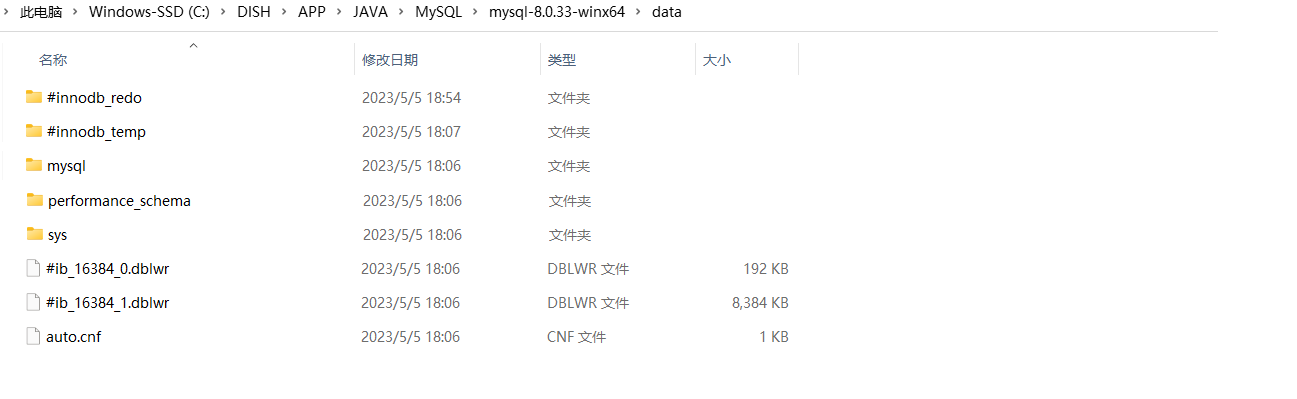 此电脑 > Windows-SSD (C:) > DISH > APP > JAVA > MySQL > mysql-8.0.33-winx64 > data
名称 修改日期 类型 大小
#innodb_redo 2023/5/5 18:54 文件夹
#innodb_temp 2023/5/5 18:07 文件夹
mysql 2023/5/5 18:06 文件夹
performance_schema 2023/5/5 18:06 文件夹
sys 2023/5/5 18:06 文件夹
#ib_16384_0.dblwr 2023/5/5 18:06 DBLWR 文件 192 KB
#ib_16384_1.dblwr 2023/5/5 18:06 DBLWR 文件 8,384 KB
auto.cnf 2023/5/5 18:06 CNF 文件 1 KB